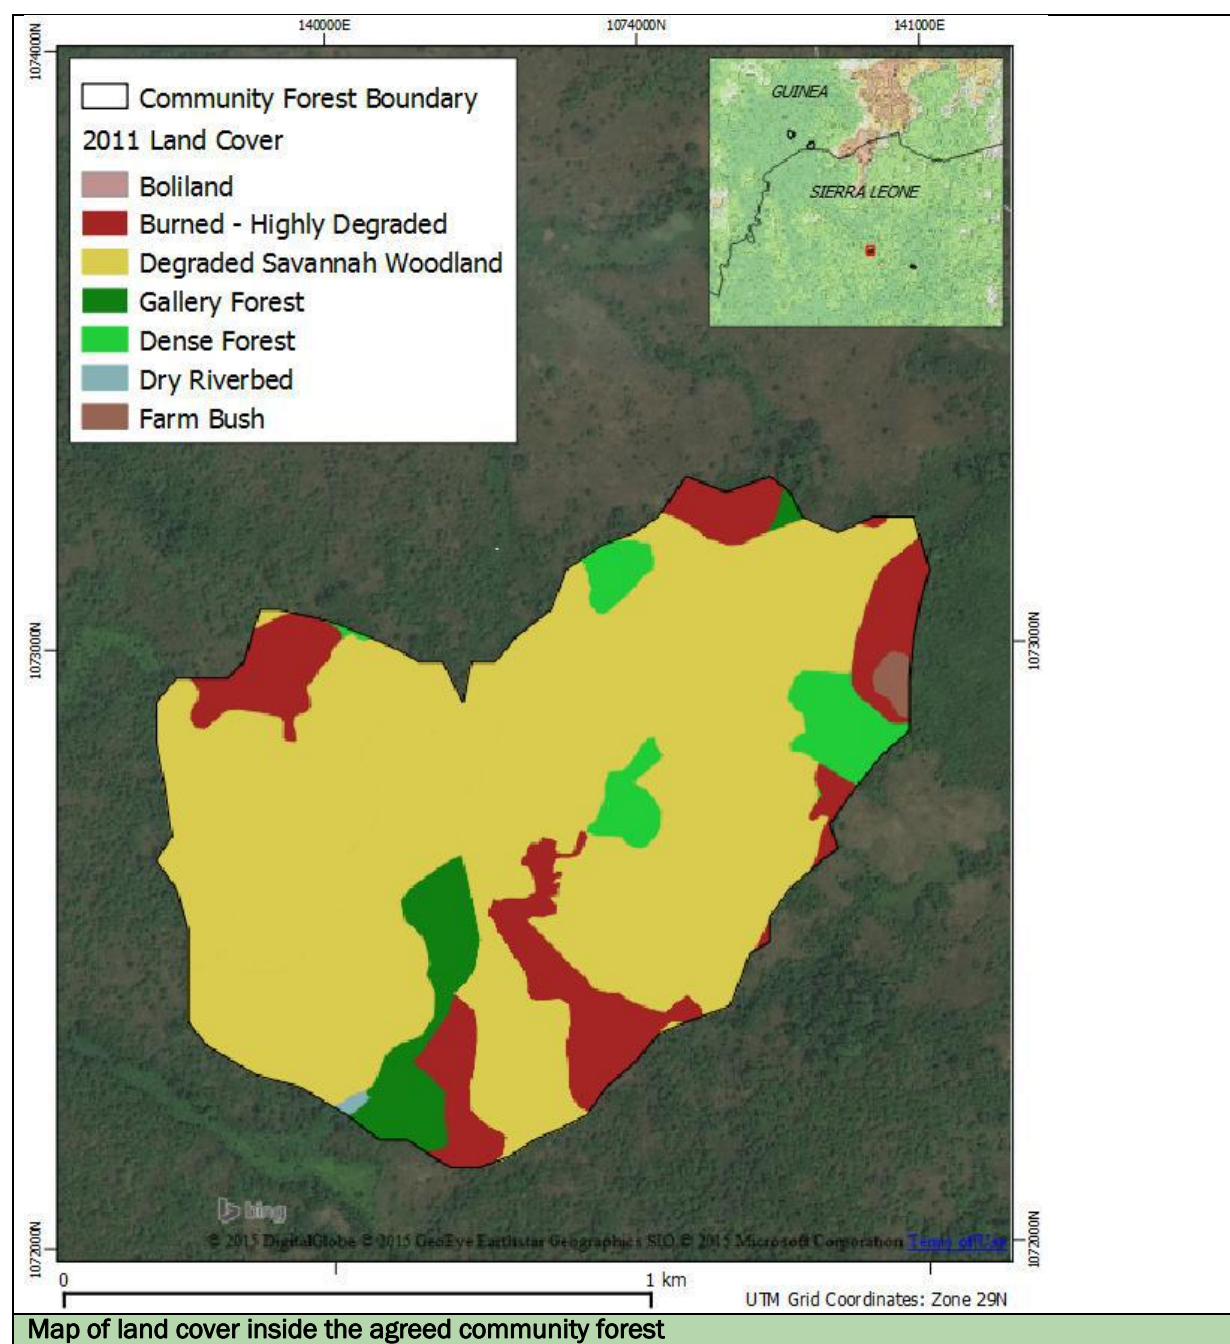 140000E
1074000N
141000E
1074000N
Community Forest Boundary
2011 Land Cover
Boliland
Burned - Highly Degraded
Degraded Savannah Woodland
Gallery Forest
Dense Forest
Dry Riverbed
Farm Bush
GUINEA
SIERRA LEONE
1073000N
1073000N
bing
© 2015 DigitalGlobe © 2015 GeoEye Earthstar Geographics SIO © 2015 Microsoft Corporation Terms of Use
1072000N
1072000N
0
1 km
UTM Grid Coordinates: Zone 29N
Map of land cover inside the agreed community forest